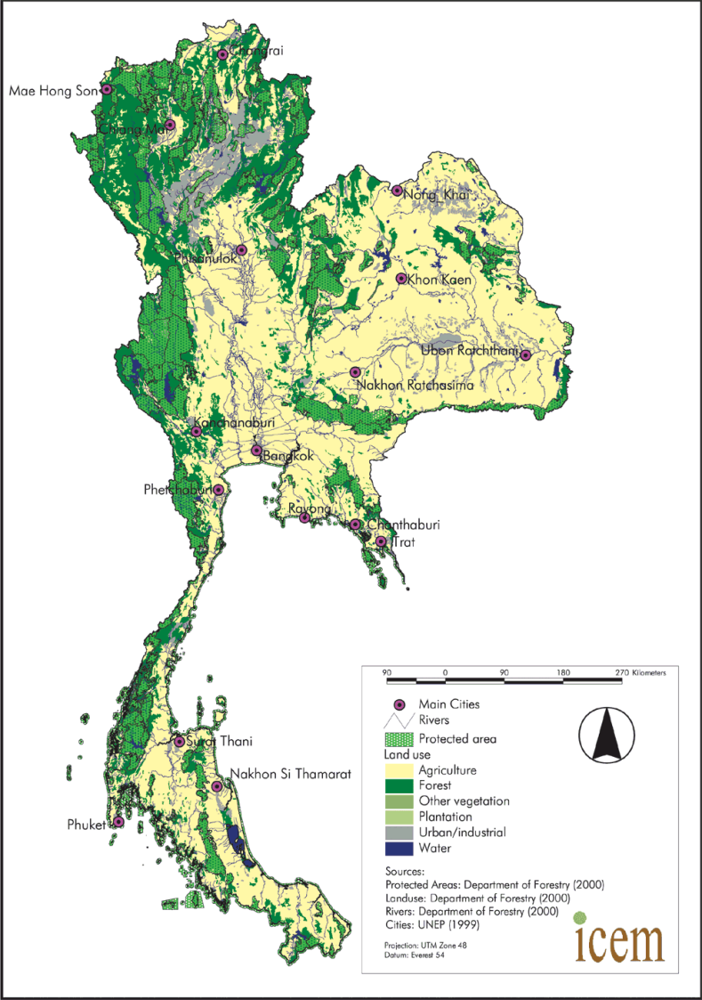 Changrai
Mae Hong Son
Chiang Mai
Nong Khai
Phisanulok
Khon Kaen
Ubon Ratchthani
Nakhon Ratchasima
Kanchanaburi
Bangkok
Phetchaburi
Rayong
Chanthaburi
Trat
Surat Thani
Nakhon Si Thamarat
Phuket
90 0 90 180 270 Kilometers
Main Cities
Rivers
Protected area
Land use
Agriculture
Forest
Other vegetation
Plantation
Urban/industrial
Water
Sources:
Protected Areas: Department of Forestry (2000)
Landuse: Department of Forestry (2000)
Rivers: Department of Forestry (2000)
Cities: UNEP (1999)
Projection: UTM Zone 48
Datum: Everest 54
icem